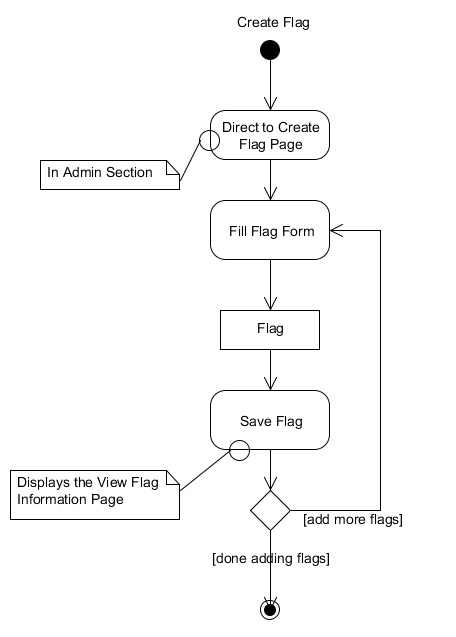 Create Flag
Direct to Create
Flag Page
In Admin Section
Fill Flag Form
Flag
Save Flag
Displays the View Flag
Information Page
[add more flags]
[done adding flags]